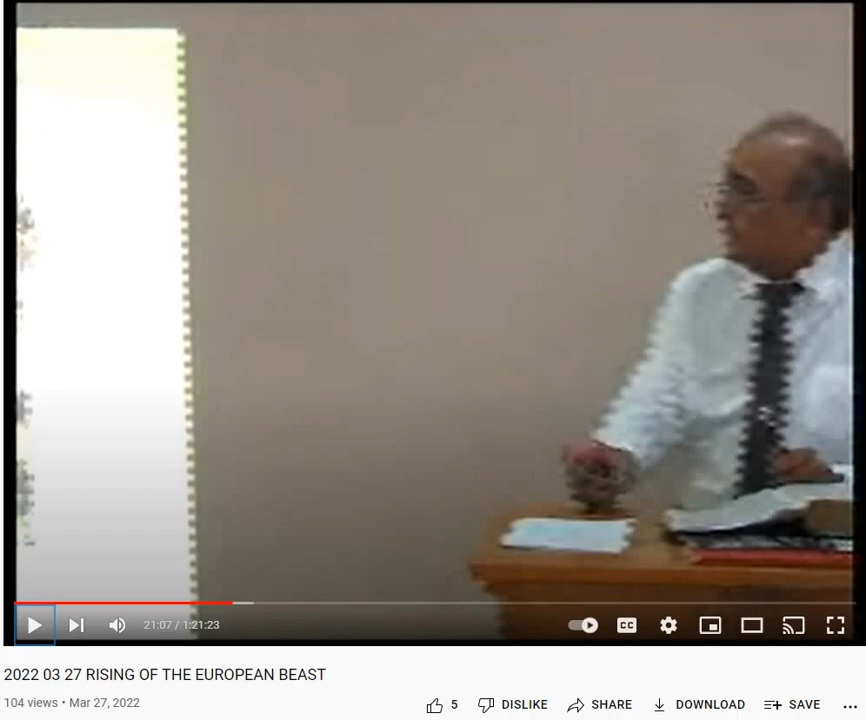 21:07 / 1:21:23
CC
2022 03 27 RISING OF THE EUROPEAN BEAST
104 views • Mar 27, 2022
5 DISLIKE SHARE DOWNLOAD SAVE